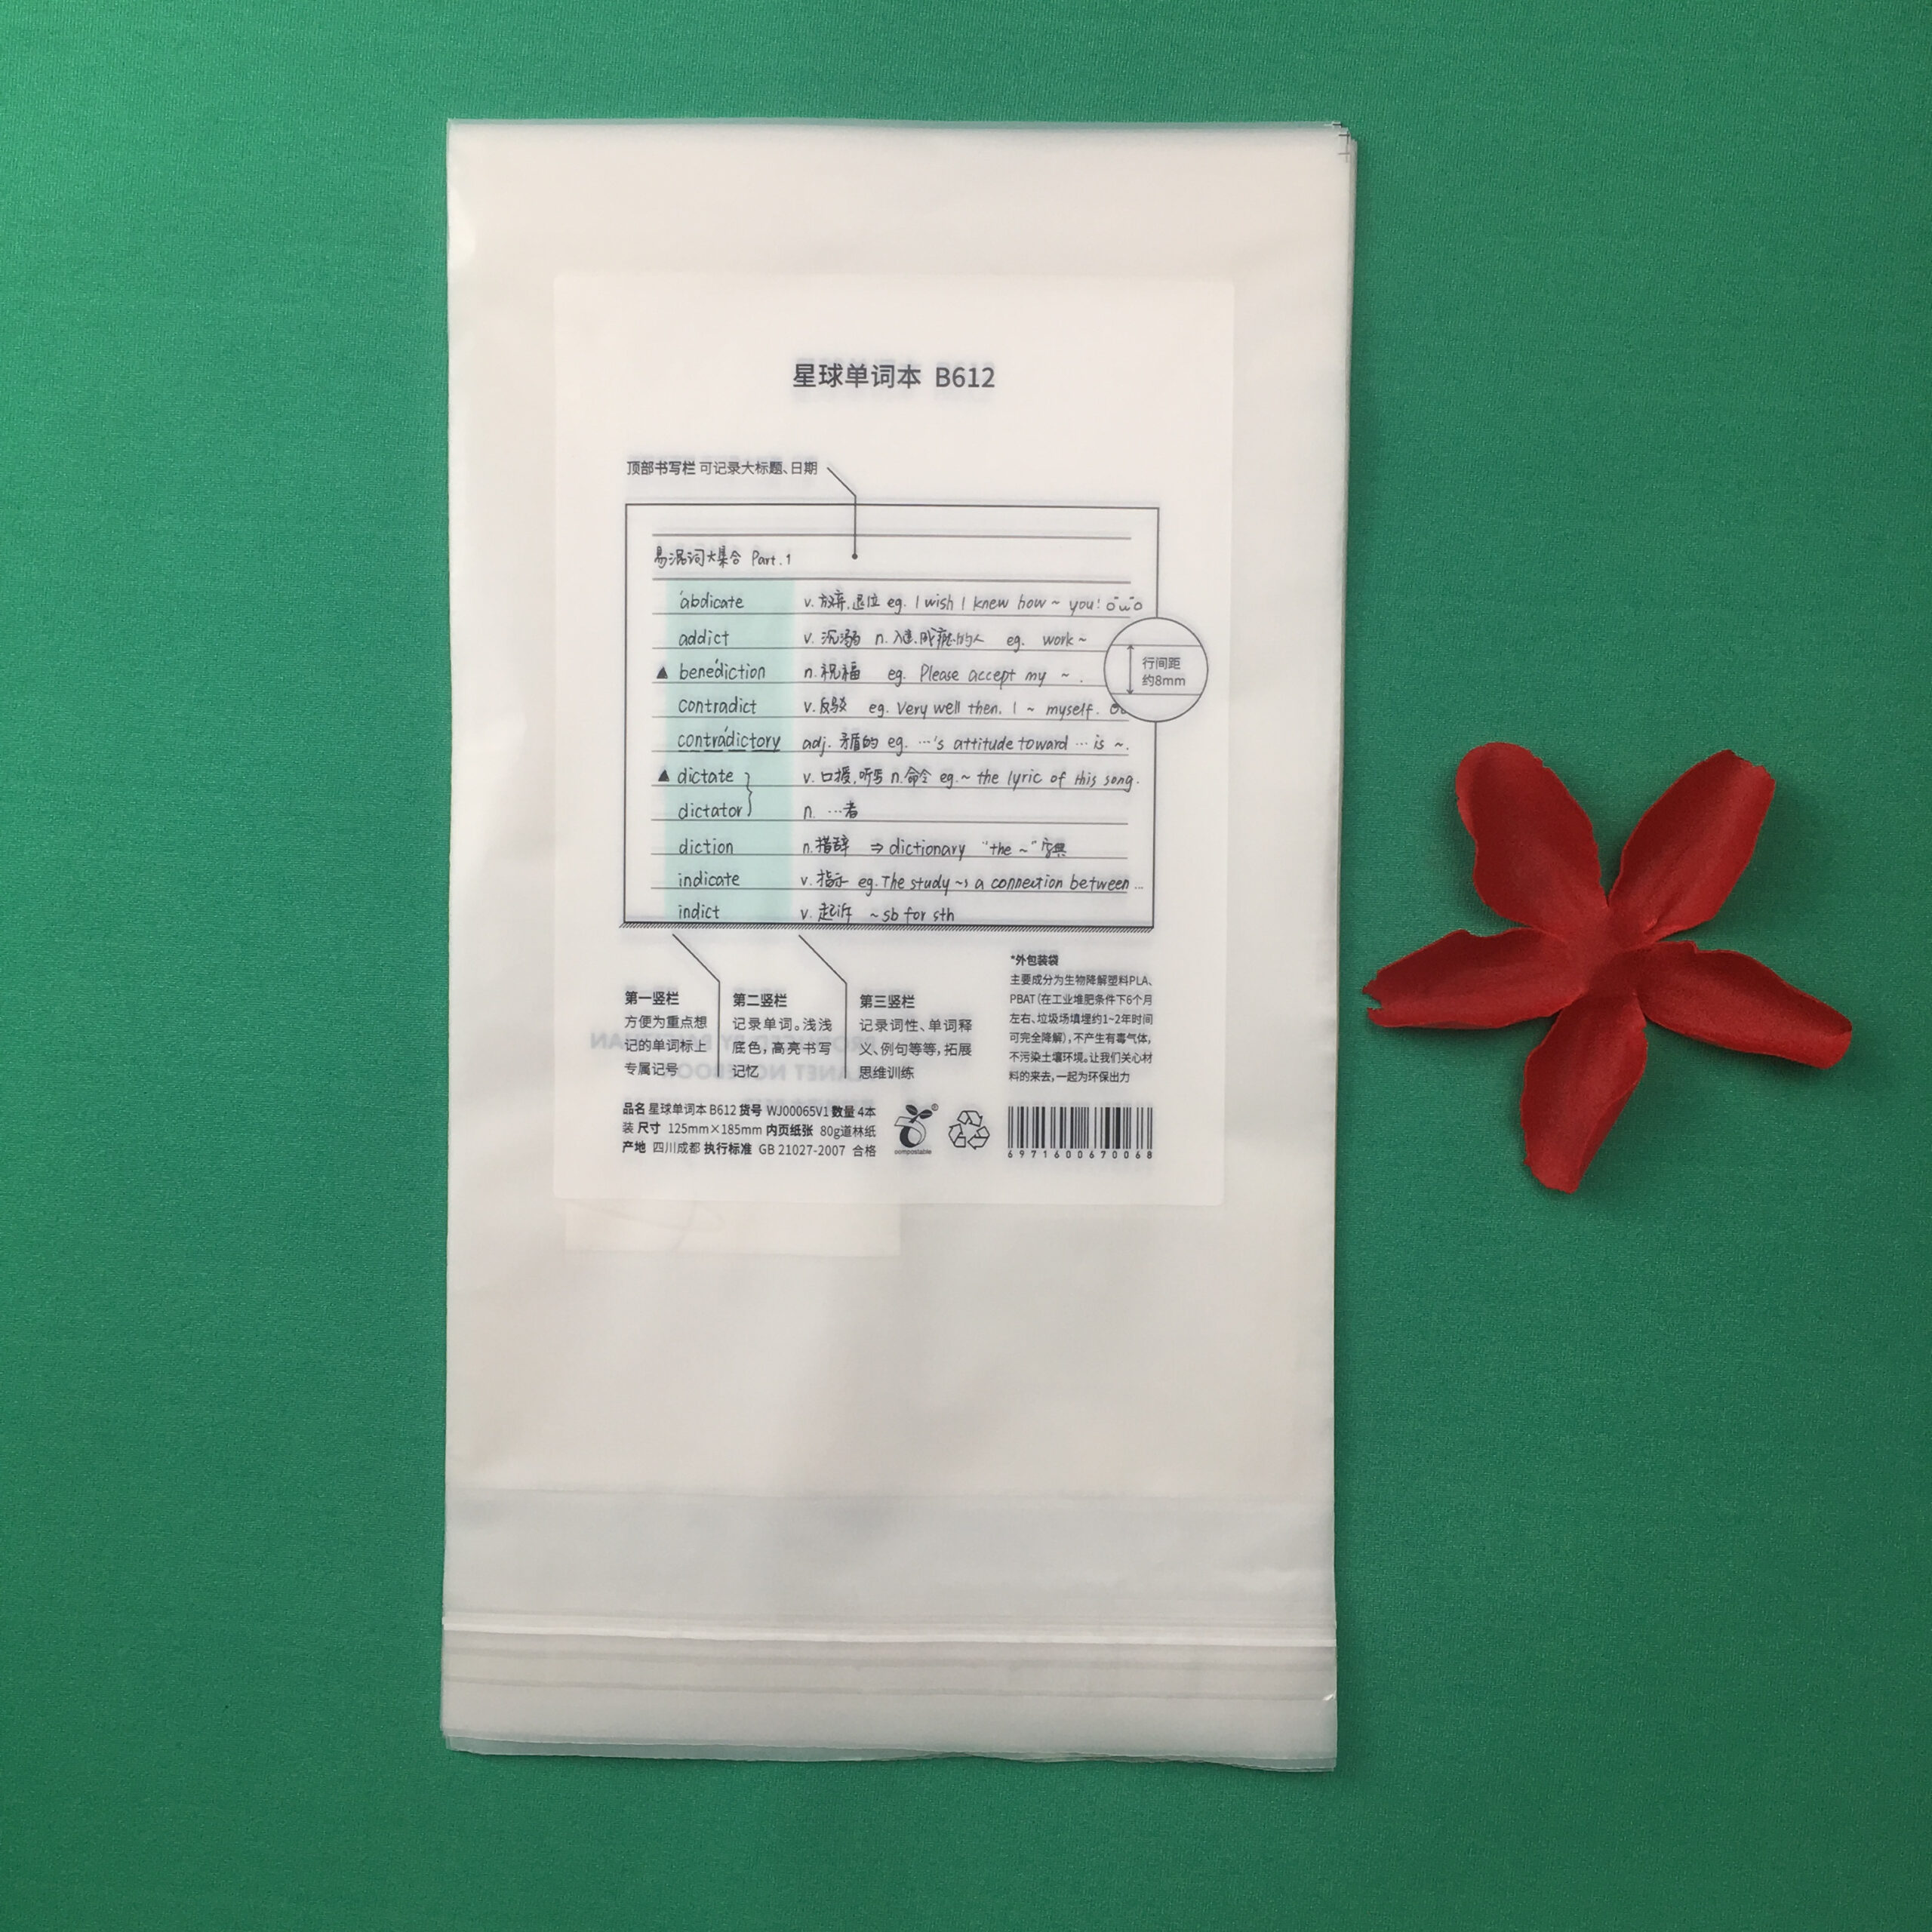 星球单词本 B612
顶部书写栏 可记录大标题、日期
易混词大集合 Part.1
abdicate v. 放弃,退位 eg. I wish I knew how ~ you!
addict v. 沉溺 n. 入迷.成瘾的人 eg. work ~
▲ benediction n. 祝福 eg. Please accept my ~ .
contradict v. 反驳 eg. Very well then. I ~ myself.
contradictory adj. 矛盾的 eg. …'s attitude toward … is ~.
▲ dictate v. 口授,听写 n.命令 eg. ~ the lyric of this song.
dictator n. …者
diction n.措辞 ⇒ dictionary "the ~" 字典
indicate v. 指示 eg. The study ~s a connection between …
indict v. 起诉 ~ sb for sth
行间距
约8mm
第一竖栏
方便为重点想
记的单词标上
专属记号
第二竖栏
记录单词。浅浅
底色，高亮书写
记忆
第三竖栏
记录词性、单词释
义、例句等等，拓展
思维训练
*外包装袋
主要成分为生物降解塑料PLA、
PBAT（在工业堆肥条件下6个月
左右、垃圾场填埋约1~2年时间
可完全降解），不产生有毒气体，
不污染土壤环境。让我们关心材
料的来去，一起为环保出力
品名 星球单词本 B612 货号 WJ00065V1 数量 4本
装 尺寸 125mm×185mm 内页纸张 80g道林纸
产地 四川成都 执行标准 GB 21027-2007 合格
compostable
6971600670068